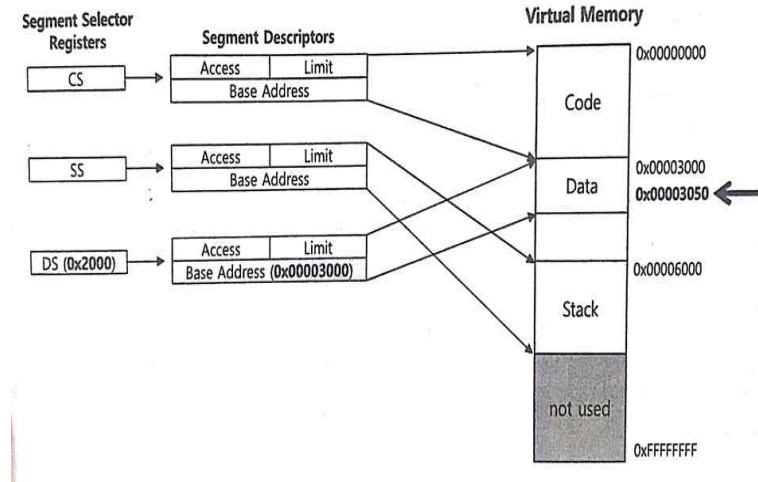 Segment Selector
Registers
Segment Descriptors
Virtual Memory
CS
Access
Limit
Base Address
SS
Access
Limit
Base Address
DS (0x2000)
Access
Limit
Base Address (0x00003000)
Code
Data
Stack
not used
0x00000000
0x00003000
0x00003050
0x00006000
0xFFFFFFFF